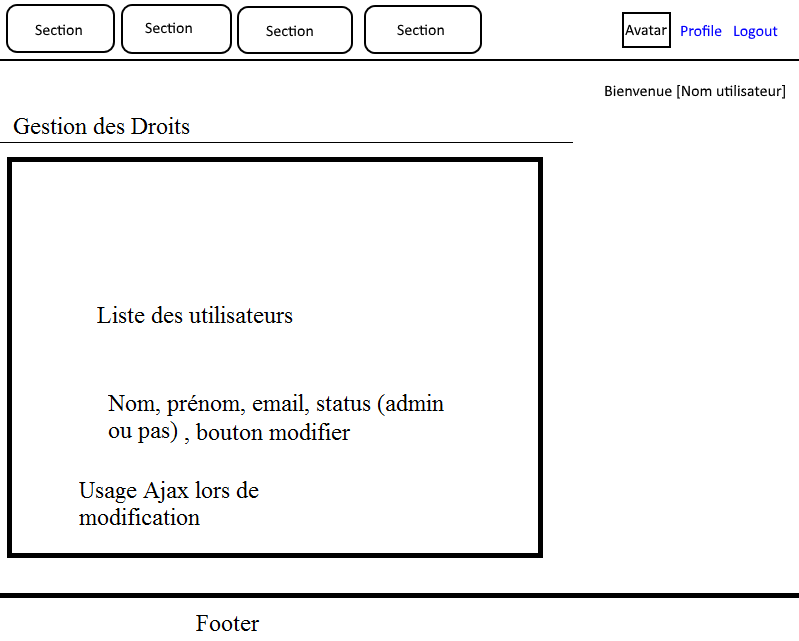 Section
Section
Section
Section
Avatar
Profile
Logout
Bienvenue [Nom utilisateur]
Gestion des Droits
Liste des utilisateurs
Nom, prénom, email, status (admin
ou pas) , bouton modifier
Usage Ajax lors de
modification
Footer